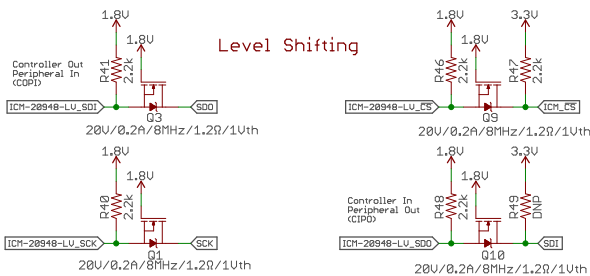 Level Shifting
1.8V
1.8V
Controller Out
Peripheral In
(COPI)
R41
2.2k
ICM-20948-LV_SDI
SDO
Q3
20V/0.2A/8MHz/1.2Ω/1Vth
1.8V
3.3V
1.8V
R46
2.2k
R47
2.2k
ICM-20948-LV_CS
ICM_CS
Q9
20V/0.2A/8MHz/1.2Ω/1Vth
1.8V
1.8V
R40
2.2k
ICM-20948-LV_SCK
SCK
Q1
20V/0.2A/8MHz/1.2Ω/1Vth
1.8V
3.3V
1.8V
Controller In
Peripheral Out
(CIPO)
R48
2.2k
R49
DNP
ICM-20948-LV_SDO
SDI
Q10
20V/0.2A/8MHz/1.2Ω/1Vth